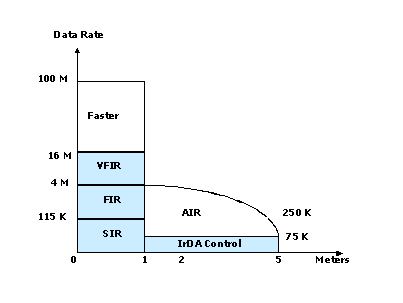 Data Rate
100 M
Faster
16 M
VFIR
4 M
FIR
AIR
250 K
115 K
SIR
75 K
IrDA Control
0 1 2 5 Meters